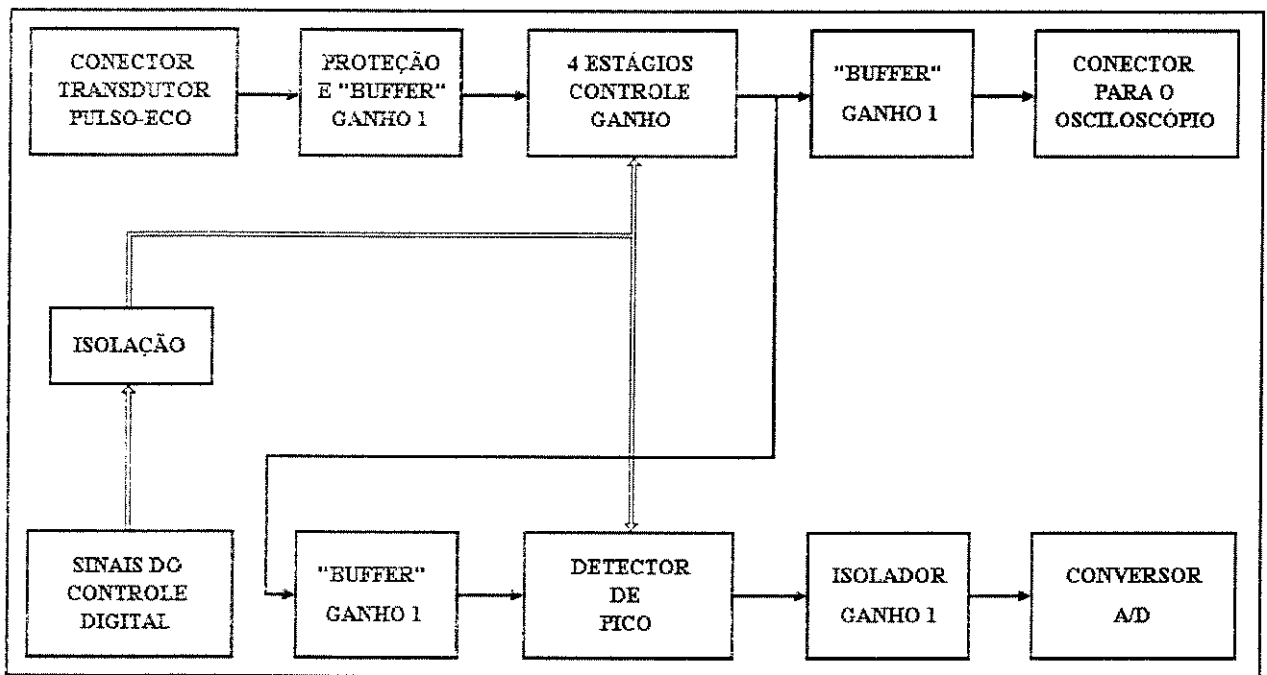 CONECTOR
TRANSDUTOR
PULSO-ECO
PROTEÇÃO
E "BUFFER"
GANHO 1
4 ESTÁGIOS
CONTROLE
GANHO
"BUFFER"
GANHO 1
CONECTOR
PARA O
OSCILOSCÓPIO
ISOLAÇÃO
SINAIS DO
CONTROLE
DIGITAL
"BUFFER"
GANHO 1
DETECTOR
DE
PICO
ISOLADOR
GANHO 1
CONVERSOR
A/D